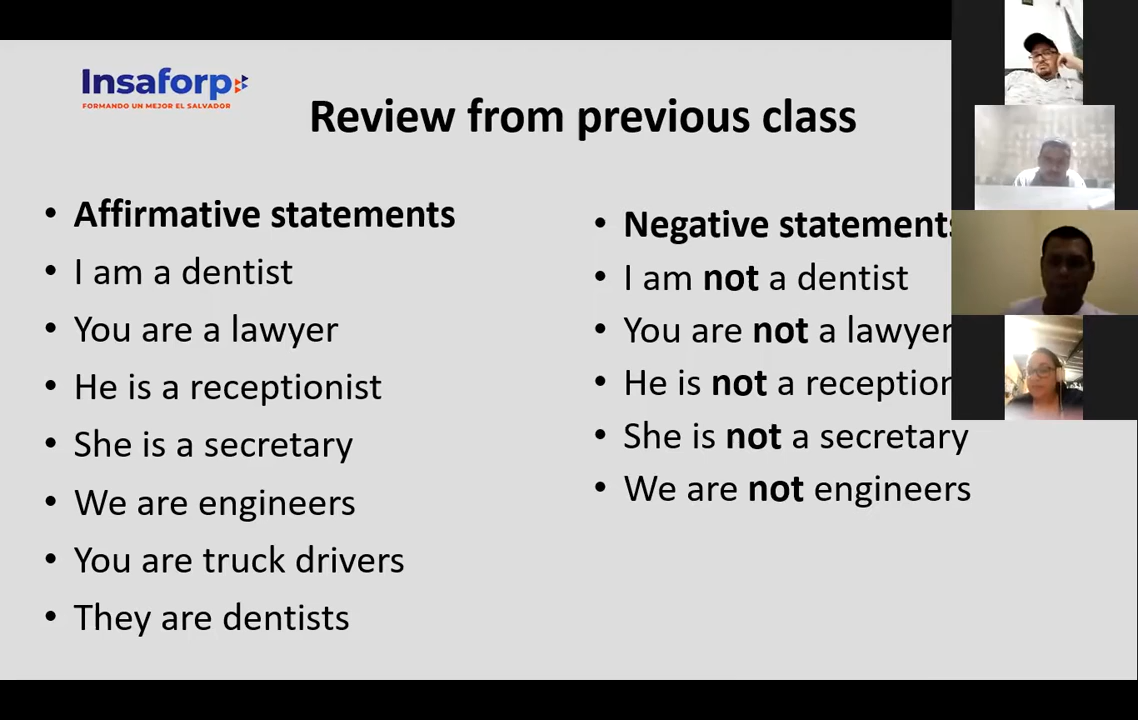 Insaforp
FORMANDO UN MEJOR EL SALVADOR
Review from previous class
• Affirmative statements
• I am a dentist
• You are a lawyer
• He is a receptionist
• She is a secretary
• We are engineers
• You are truck drivers
• They are dentists
• Negative statement
• I am not a dentist
• You are not a lawyer
• He is not a reception
• She is not a secretary
• We are not engineers